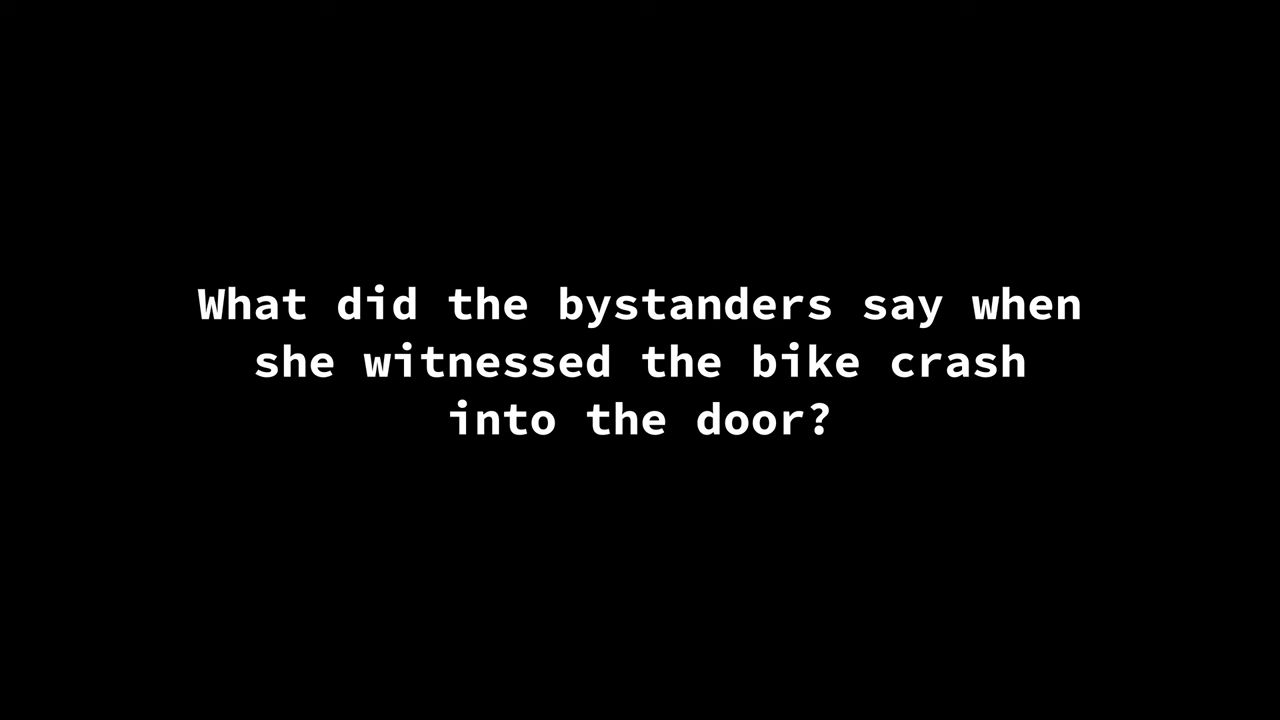 What did the bystanders say when
she witnessed the bike crash
into the door?